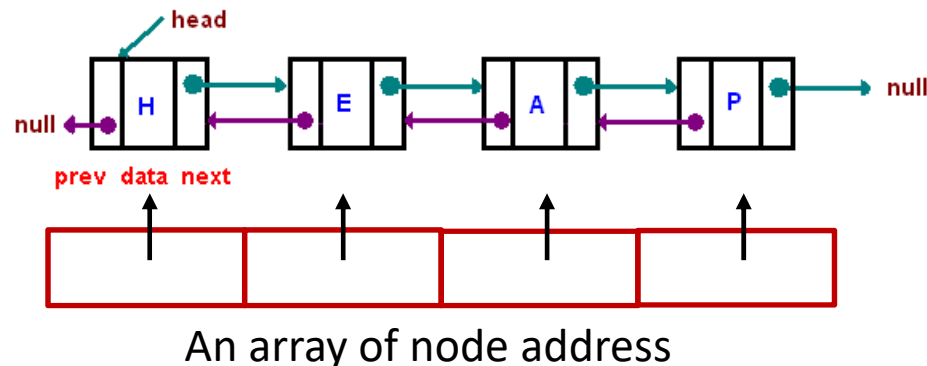 head
null
H
E
A
P
null
prev data next
An array of node address